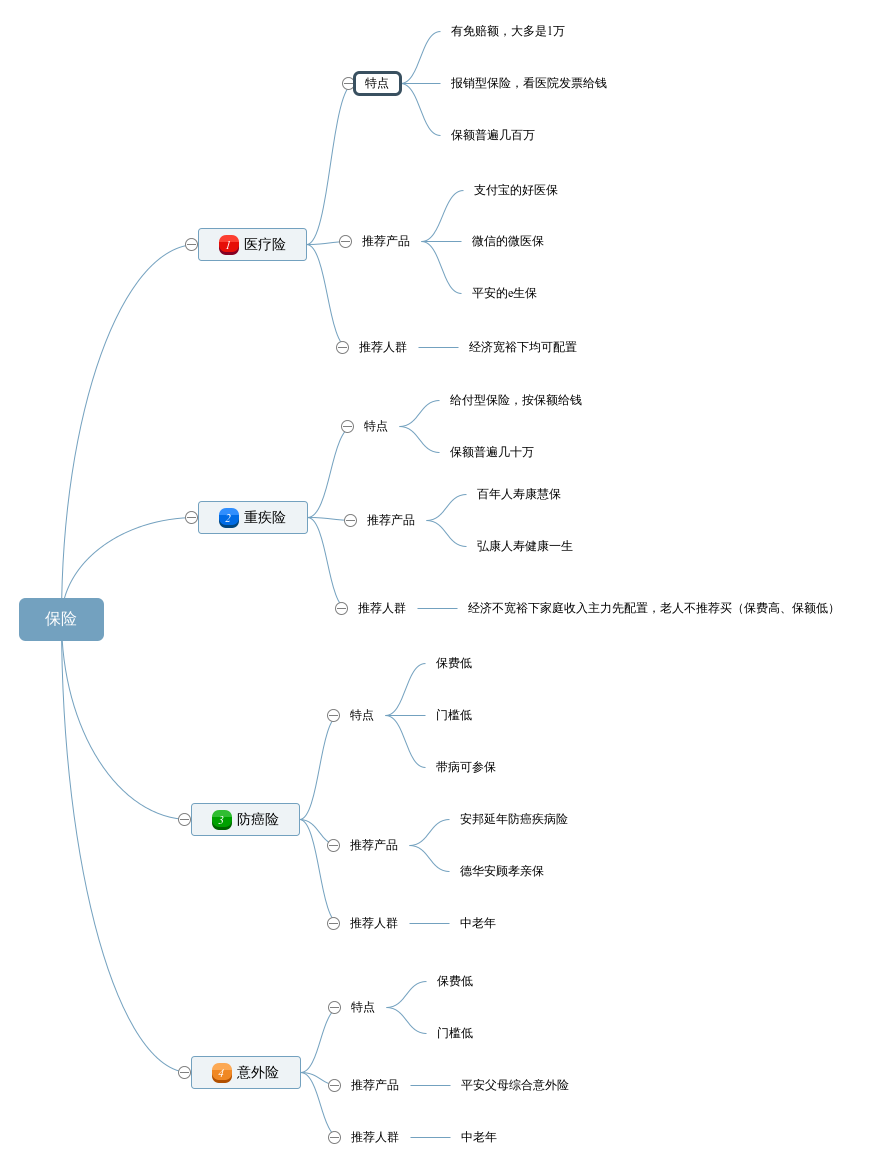 保险
1 医疗险
特点
有免赔额，大多是1万
报销型保险，看医院发票给钱
保额普遍几百万
推荐产品
支付宝的好医保
微信的微医保
平安的e生保
推荐人群
经济宽裕下均可配置
2 重疾险
特点
给付型保险，按保额给钱
保额普遍几十万
推荐产品
百年人寿康慧保
弘康人寿健康一生
推荐人群
经济不宽裕下家庭收入主力先配置，老人不推荐买（保费高、保额低）
3 防癌险
特点
保费低
门槛低
带病可参保
推荐产品
安邦延年防癌疾病险
德华安顾孝亲保
推荐人群
中老年
4 意外险
特点
保费低
门槛低
推荐产品
平安父母综合意外险
推荐人群
中老年